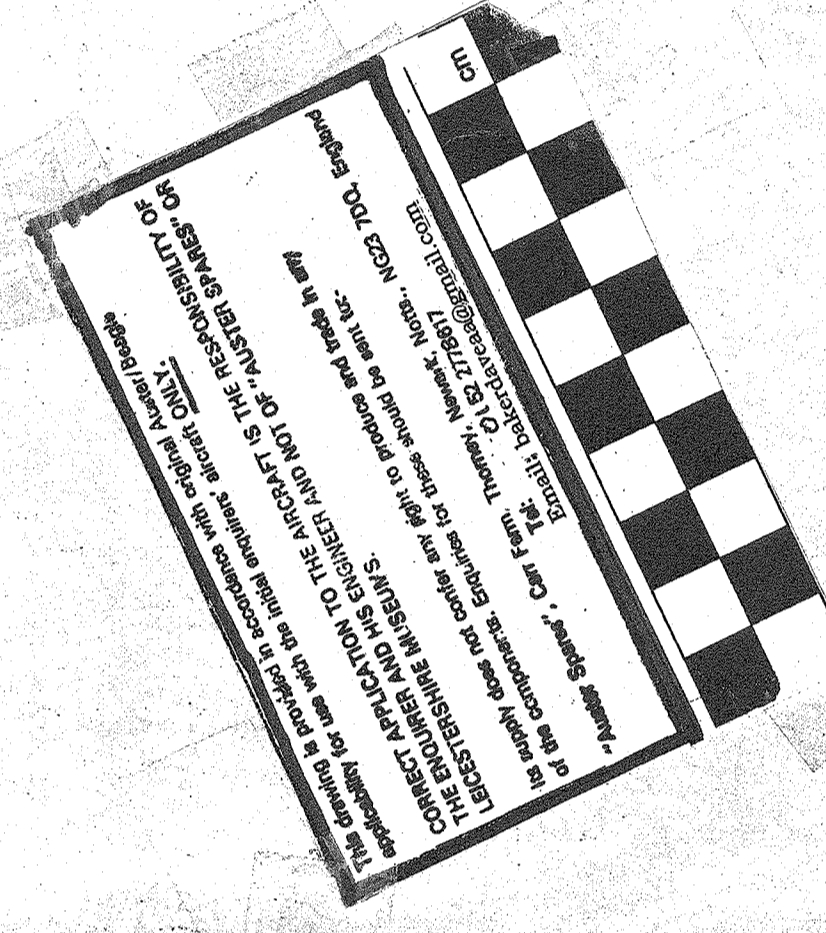 This drawing is provided in accordance with original Auster/Beagle
applicability for use with the initial enquirers' aircraft ONLY.
CORRECT APPLICATION TO THE AIRCRAFT IS THE RESPONSIBILITY OF
THE ENQUIRER AND HIS ENGINEER AND NOT OF "AUSTER SPARES" OR
LEICESTERSHIRE MUSEUMS.
Its supply does not confer any right to produce and trade in any
of the components. Enquiries for these should be sent to:-
"Auster Spares", Carr Farm, Thorney, Newark, Notts., NG23 7DQ, England
Tel: 01 52 2778617
Email: bakerdaveaa@gmail.com
cm